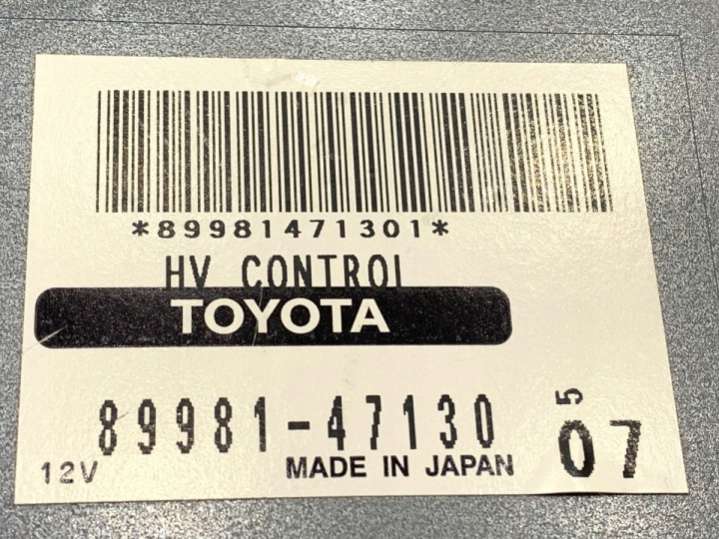 *89981471301*
HV CONTROL
TOYOTA
89981-47130
5
07
12V
MADE IN JAPAN